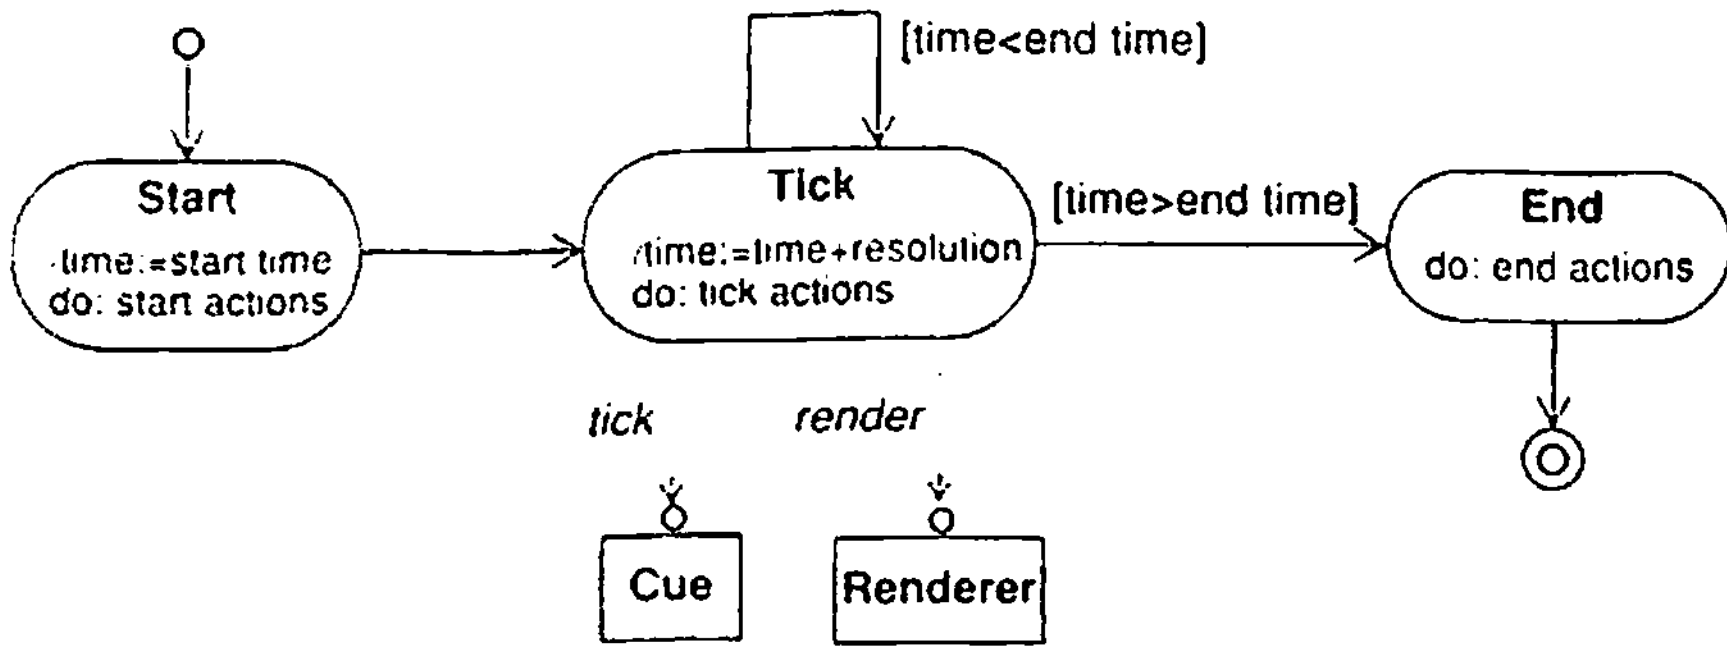 [time<end time]
Start
time:=start time
do: start actions
Tick
/time:=time+resolution
do: tick actions
[time>end time]
End
do: end actions
tick
render
Cue
Renderer